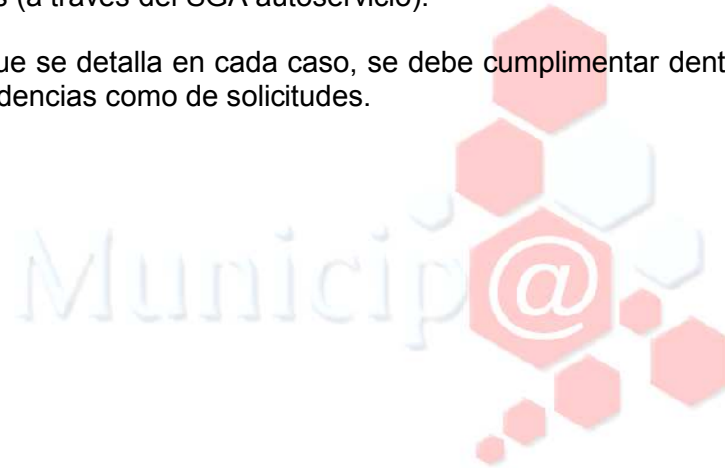 (a través del SGA autoservicio).
ue se detalla en cada caso, se debe cumplimentar dent
dencias como de solicitudes.
Municip@